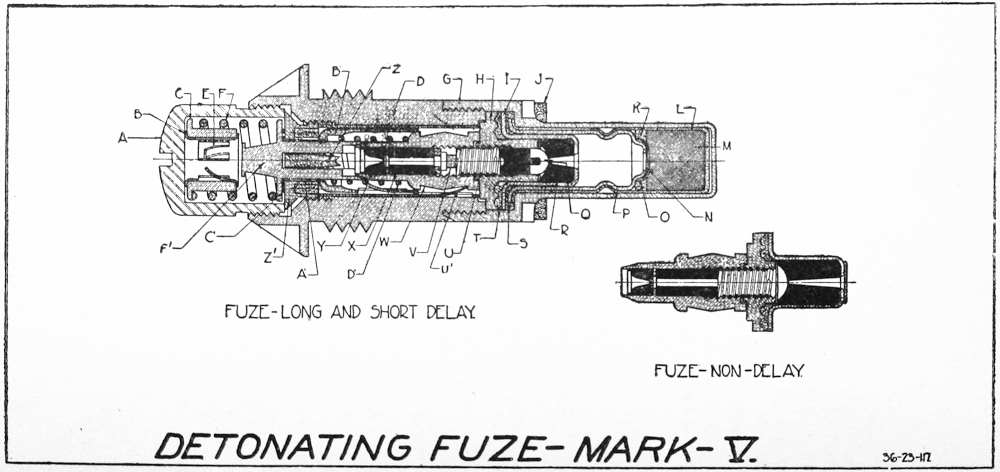 C E F B Z D G H I J K L
B
A M
F' C' Z' A Y X D' W V U' U T S R Q P O N
FUZE-LONG AND SHORT DELAY.
FUZE-NON-DELAY.
DETONATING FUZE-MARK-V.
36-23-117